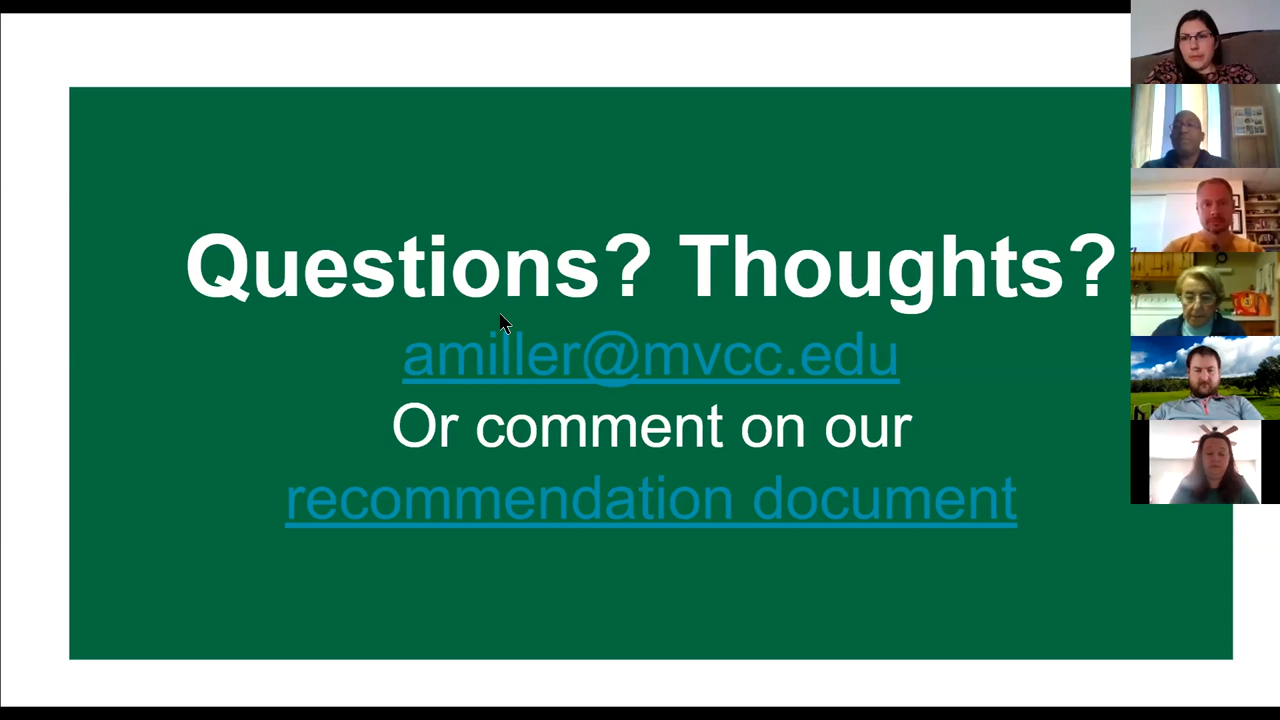 Questions? Thoughts?
amiller@mvcc.edu
Or comment on our
recommendation document